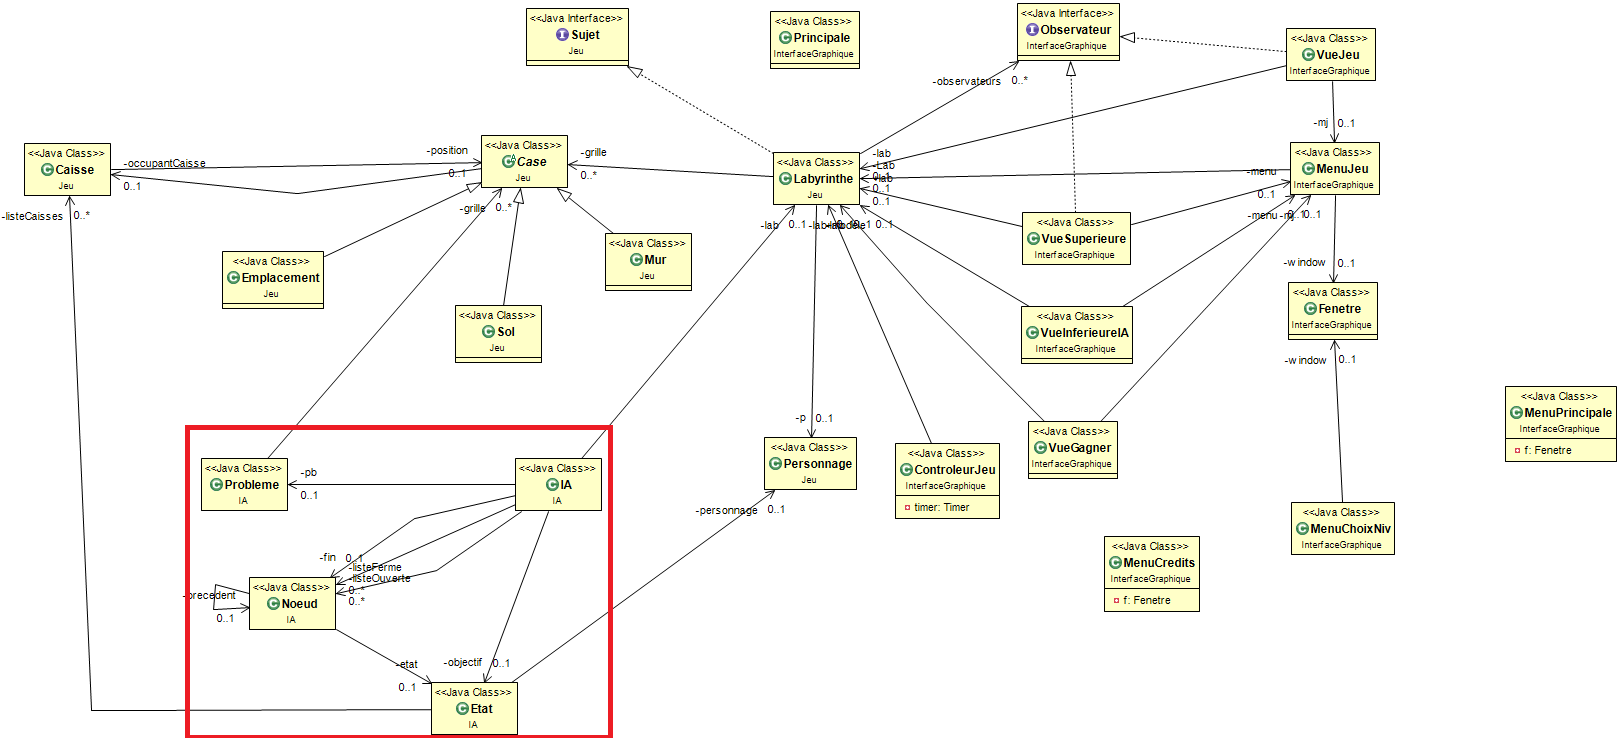 <<Java Interface>>
Sujet
Jeu
<<Java Class>>
Principale
InterfaceGraphique
<<Java Interface>>
Observateur
InterfaceGraphique
<<Java Class>>
VueJeu
InterfaceGraphique
-observateurs 0..*
-mj 0..1
<<Java Class>>
Caisse
Jeu
-occupantCaisse
0..1
-position
0..1
<<Java Class>>
Case
Jeu
-grille
0..*
<<Java Class>>
Labyrinthe
Jeu
-lab
-Lab
0..1
-lab
0..1
0..1
<<Java Class>>
MenuJeu
InterfaceGraphique
-menu
0..1
-listeCaisses 0..*
-grille 0..*
-lab 0..1
-lab
0..1
-menu -mj
0..1
0..1
<<Java Class>>
VueSuperieure
InterfaceGraphique
<<Java Class>>
Emplacement
Jeu
<<Java Class>>
Mur
Jeu
-window 0..1
<<Java Class>>
Fenetre
InterfaceGraphique
<<Java Class>>
Sol
Jeu
<<Java Class>>
VueInferieureIA
InterfaceGraphique
-window 0..1
<<Java Class>>
MenuPrincipale
InterfaceGraphique
f: Fenetre
-p 0..1
<<Java Class>>
VueGagner
InterfaceGraphique
<<Java Class>>
Probleme
IA
-pb
0..1
<<Java Class>>
IA
IA
<<Java Class>>
Personnage
Jeu
<<Java Class>>
ControleurJeu
InterfaceGraphique
timer: Timer
-personnage 0..1
<<Java Class>>
MenuChoixNiv
InterfaceGraphique
-fin 0..1
-listeFerme
-listeOuverte
0..*
0..*
<<Java Class>>
MenuCredits
InterfaceGraphique
f: Fenetre
-precedent
0..1
<<Java Class>>
Noeud
IA
-etat
0..1
-objectif 0..1
<<Java Class>>
Etat
IA